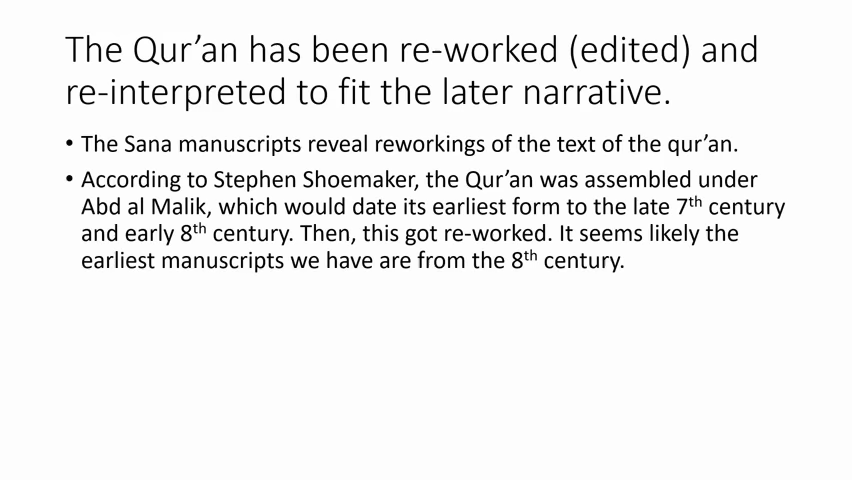 The Qur’an has been re-worked (edited) and
re-interpreted to fit the later narrative.
• The Sana manuscripts reveal reworkings of the text of the qur’an.
• According to Stephen Shoemaker, the Qur’an was assembled under
Abd al Malik, which would date its earliest form to the late 7th century
and early 8th century. Then, this got re-worked. It seems likely the
earliest manuscripts we have are from the 8th century.